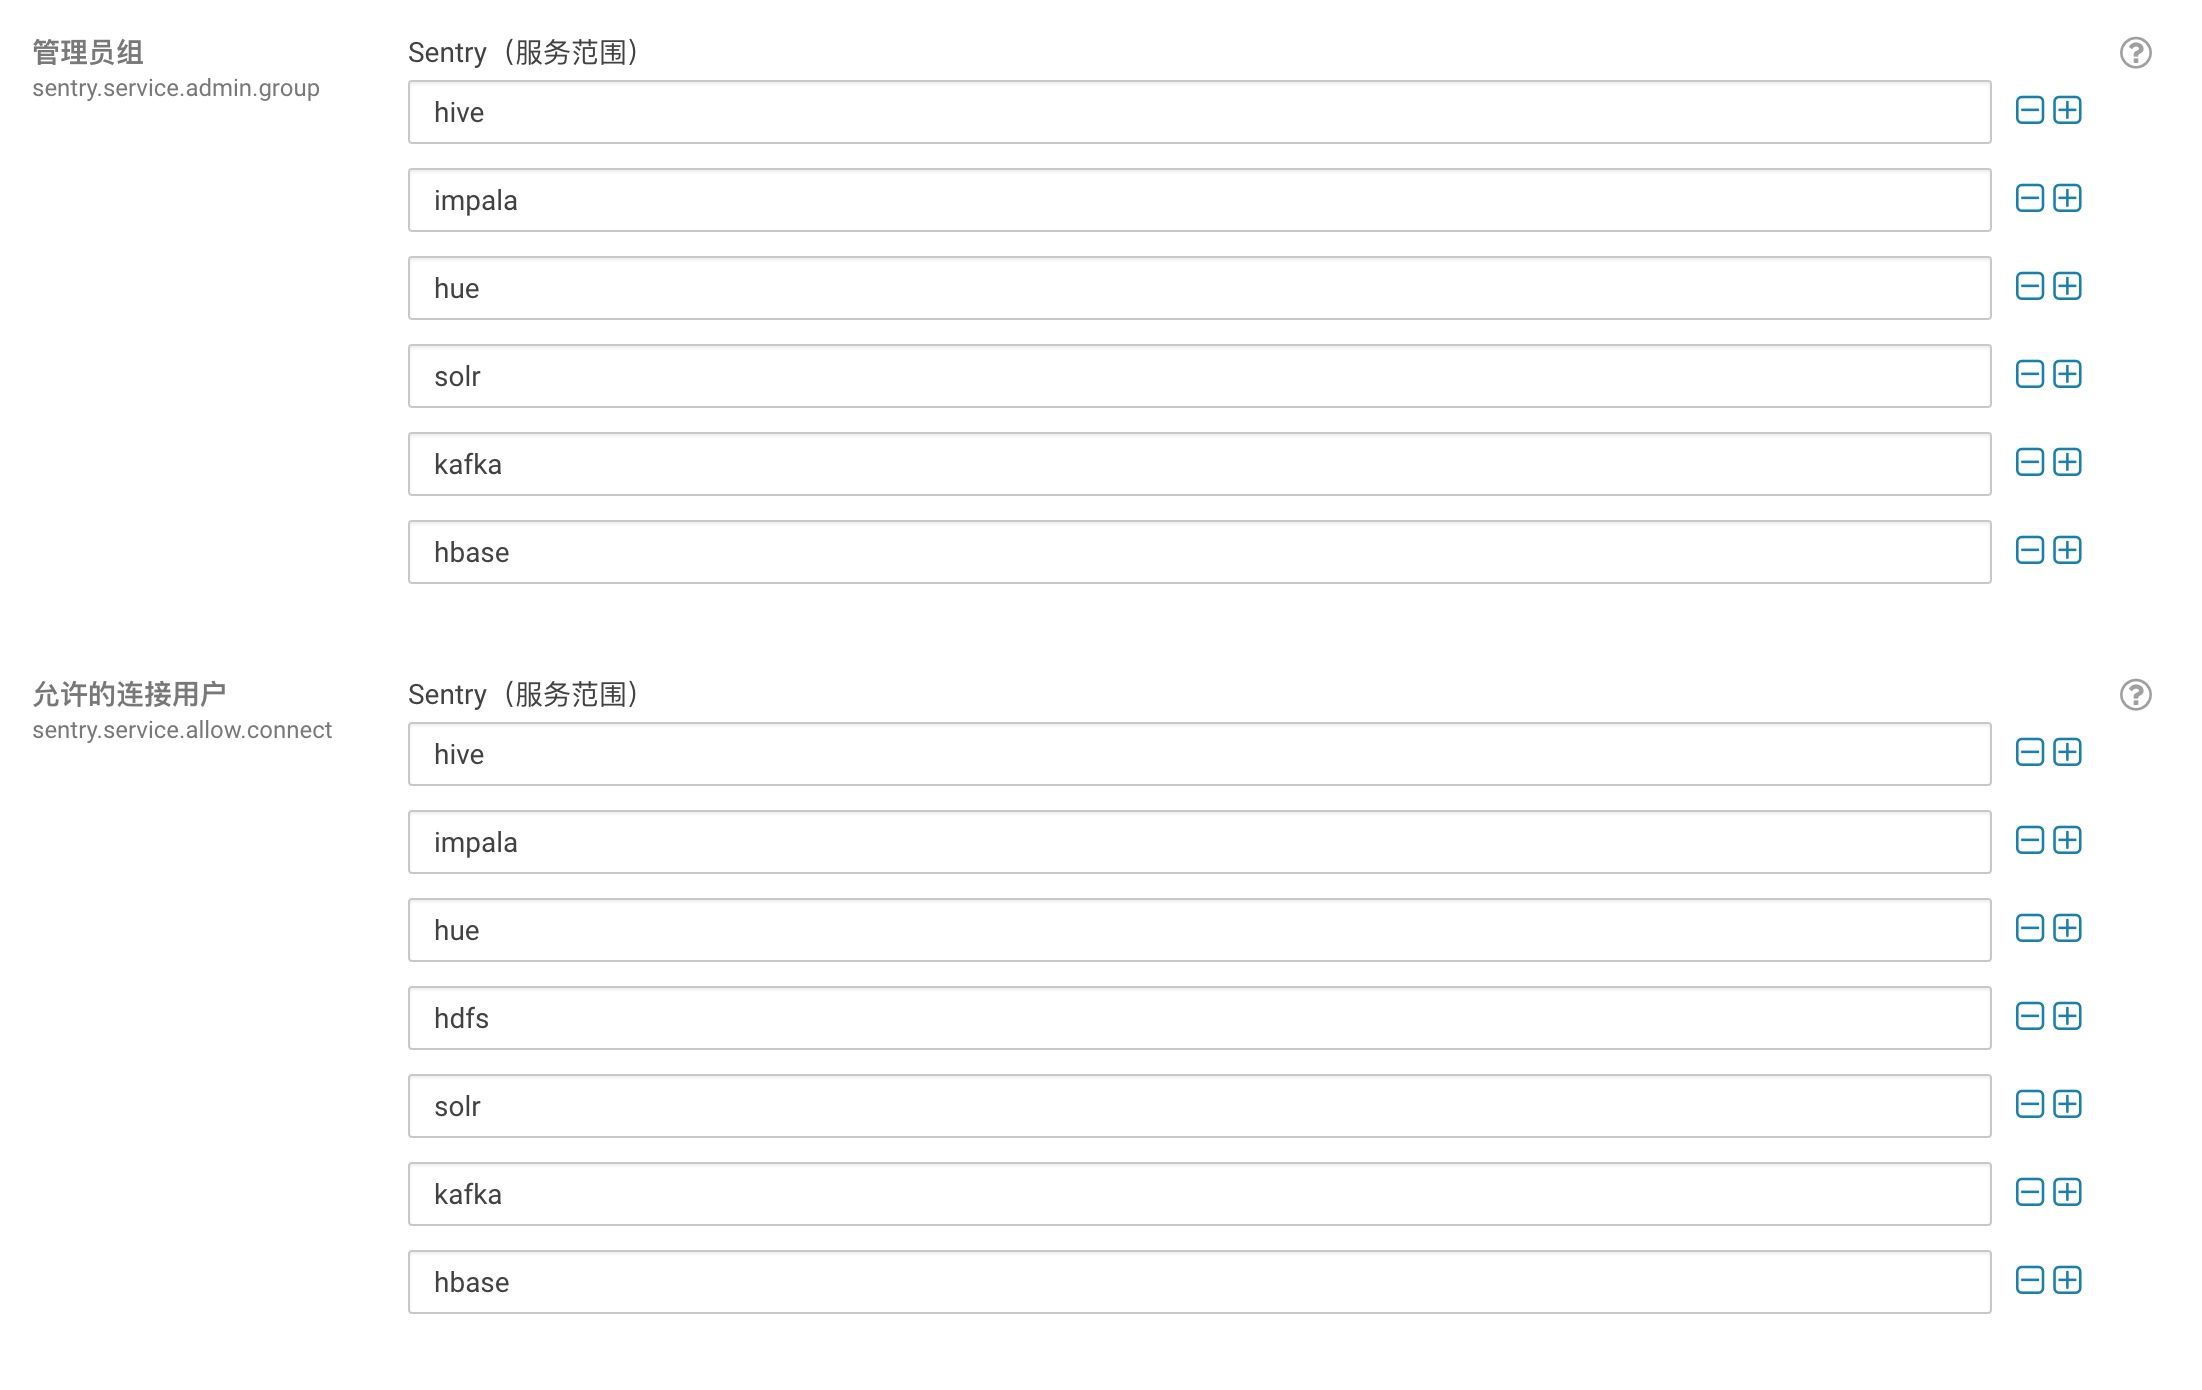 管理员组
sentry.service.admin.group
Sentry（服务范围）
hive
impala
hue
solr
kafka
hbase
允许的连接用户
sentry.service.allow.connect
Sentry（服务范围）
hive
impala
hue
hdfs
solr
kafka
hbase